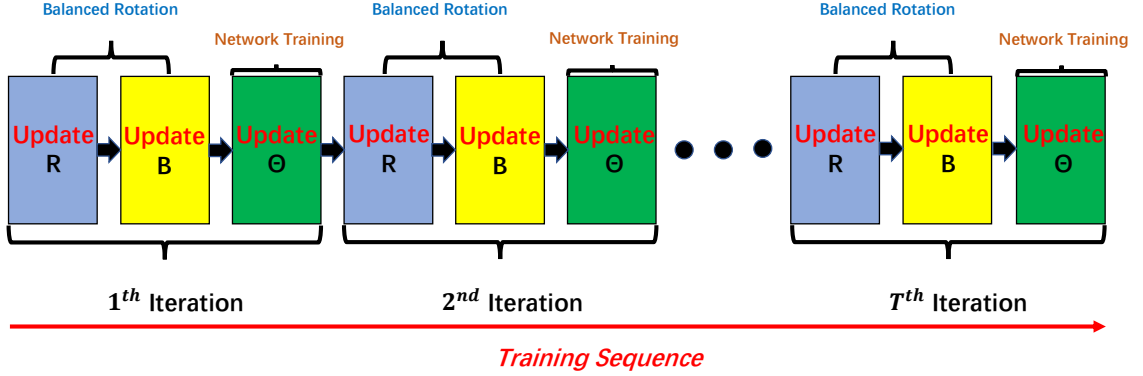 Balanced Rotation
Balanced Rotation
Balanced Rotation
Network Training
Network Training
Network Training
Update
R
Update
B
Update
Θ
Update
R
Update
B
Update
Θ
Update
R
Update
B
Update
Θ
1th Iteration
2nd Iteration
Tth Iteration
Training Sequence